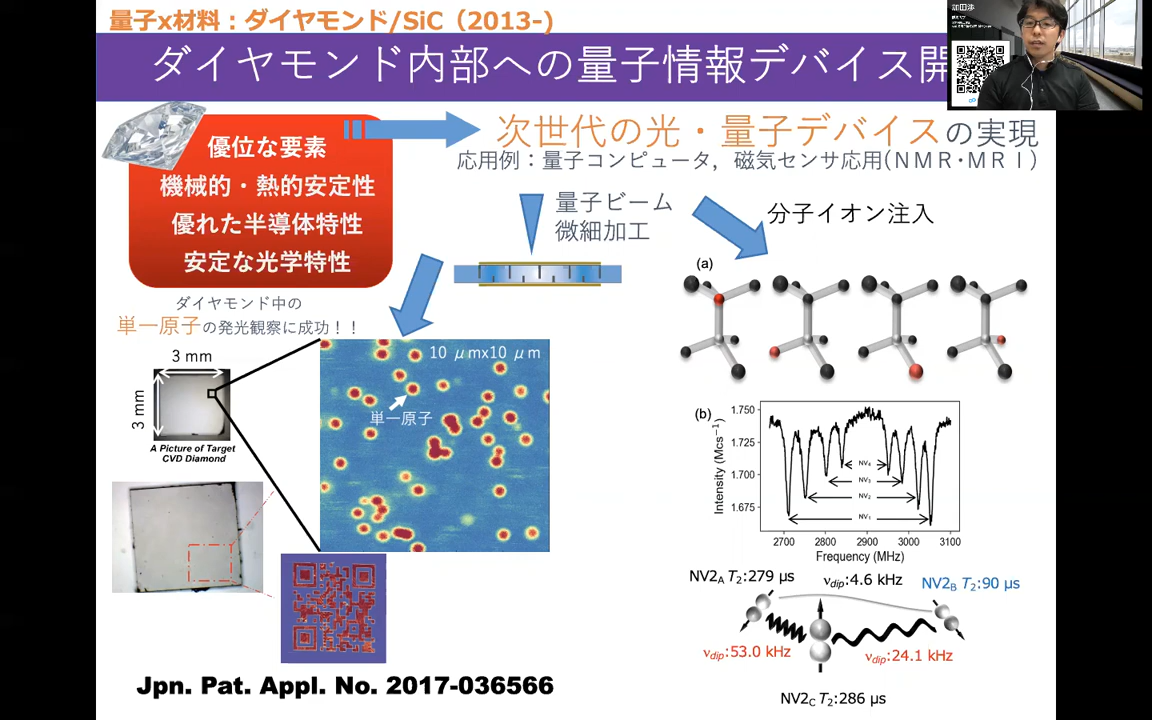 量子x材料：ダイヤモンド/SiC（2013-）
ダイヤモンド内部への量子情報デバイス開
加田渉
優位な要素
機械的・熱的安定性
優れた半導体特性
安定な光学特性
次世代の光・量子デバイスの実現
応用例：量子コンピュータ，磁気センサ応用(NMR･MRI)
量子ビーム
微細加工
分子イオン注入
ダイヤモンド中の
単一原子の発光観察に成功！！
3 mm
3 mm
A Picture of Target
CVD Diamond
10 μmx10 μm
単一原子
(a)
(b)
Intensity (Mcs⁻¹)
1.750
1.725
1.700
1.675
NV₄
NV₃
NV₂
NV₁
2700 2800 2900 3000 3100
Frequency (MHz)
NV2A T₂:279 μs
νdip:4.6 kHz
NV2B T₂:90 μs
νdip:53.0 kHz
νdip:24.1 kHz
NV2C T₂:286 μs
Jpn. Pat. Appl. No. 2017-036566